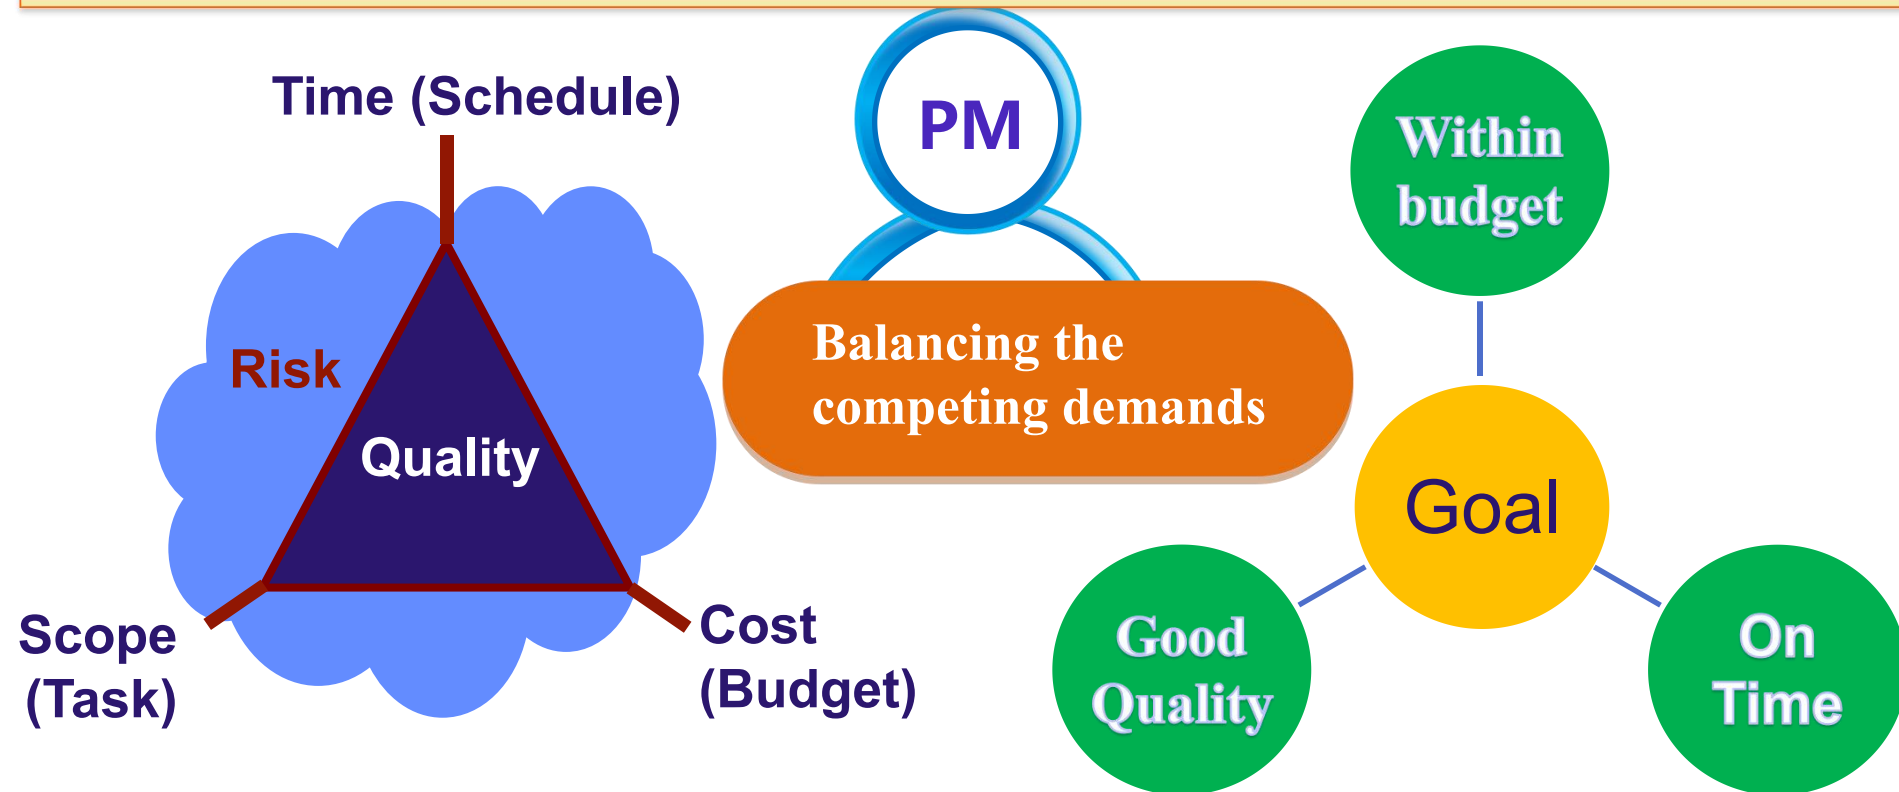 Time (Schedule)
Risk
Quality
Scope
(Task)
Cost
(Budget)
PM
Balancing the
competing demands
Within
budget
Goal
Good
Quality
On
Time